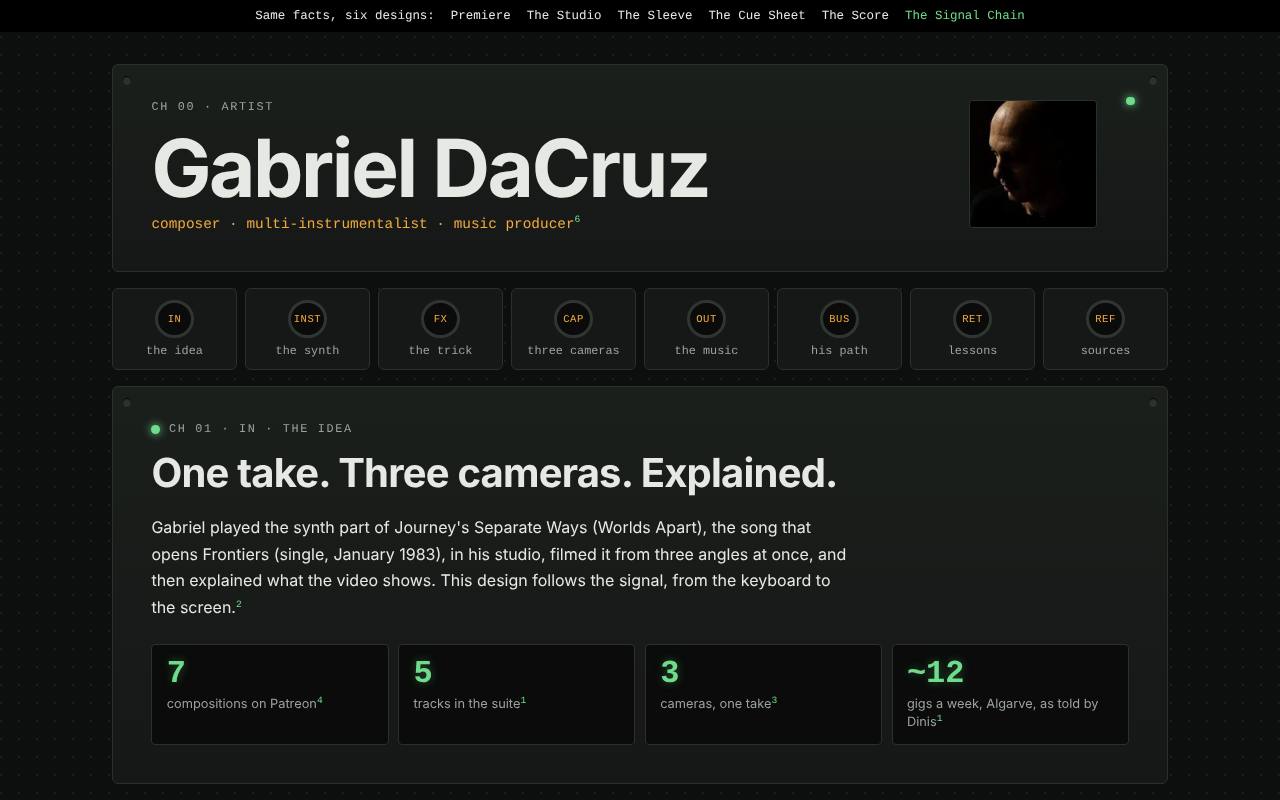 Same facts, six designs: Premiere The Studio The Sleeve The Cue Sheet The Score The Signal Chain
CH 00 · ARTIST
Gabriel DaCruz
composer · multi-instrumentalist · music producer6
IN INST FX CAP OUT BUS RET REF
the idea the synth the trick three cameras the music his path lessons sources
CH 01 · IN · THE IDEA
One take. Three cameras. Explained.
Gabriel played the synth part of Journey's Separate Ways (Worlds Apart), the song that
opens Frontiers (single, January 1983), in his studio, filmed it from three angles at once, and
then explained what the video shows. This design follows the signal, from the keyboard to
the screen.2
7
compositions on Patreon4
5
tracks in the suite1
3
cameras, one take3
~12
gigs a week, Algarve, as told by
Dinis1